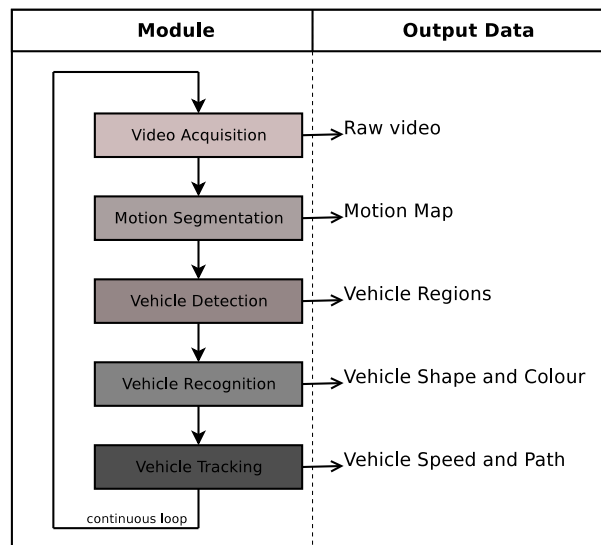 Module
Output Data
Video Acquisition
Raw video
Motion Segmentation
Motion Map
Vehicle Detection
Vehicle Regions
Vehicle Recognition
Vehicle Shape and Colour
Vehicle Tracking
Vehicle Speed and Path
continuous loop